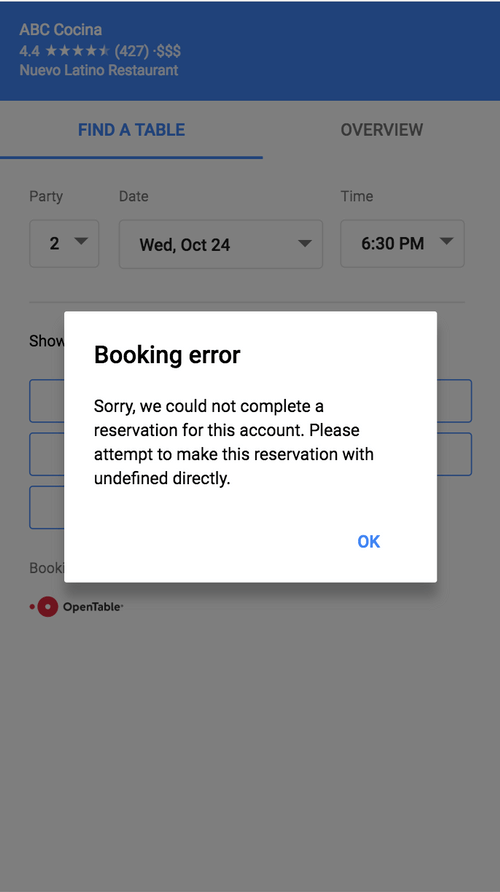 ABC Cocina
4.4 ★★★★⯪ (427) ·$$$
Nuevo Latino Restaurant
FIND A TABLE OVERVIEW
Party Date Time
2 Wed, Oct 24 6:30 PM
Show
Booking error
Sorry, we could not complete a
reservation for this account. Please
attempt to make this reservation with
undefined directly.
OK
Booki
OpenTable